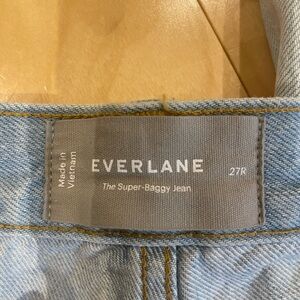 Made in
Vietnam
EVERLANE
The Super-Baggy Jean
27R